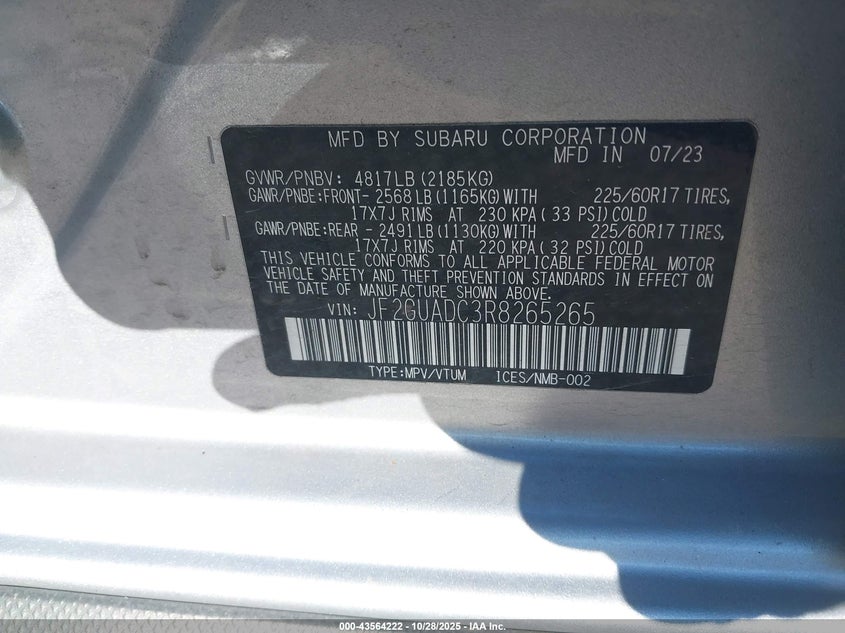 MFD BY SUBARU CORPORATION
MFD IN 07/23
GVWR/PNBV: 4817LB (2185KG)
GAWR/PNBE:FRONT- 2568 LB (1165KG) WITH 225/60R17 TIRES,
17X7J RIMS AT 230 KPA( 33 PSI) COLD
GAWR/PNBE:REAR - 2491 LB (1130KG) WITH 225/60R17 TIRES,
17X7J RIMS AT 220 KPA( 32 PSI) COLD
THIS VEHICLE CONFORMS TO ALL APPLICABLE FEDERAL MOTOR
VEHICLE SAFETY AND THEFT PREVENTION STANDARDS IN EFFECT ON
THE DATE OF MANUFACTURE SHOWN ABOVE.
VIN: JF2GUADC3R8265265
TYPE:MPV/VTUM ICES/NMB-002
000-43564222 - 10/28/2025 - IAA Inc.